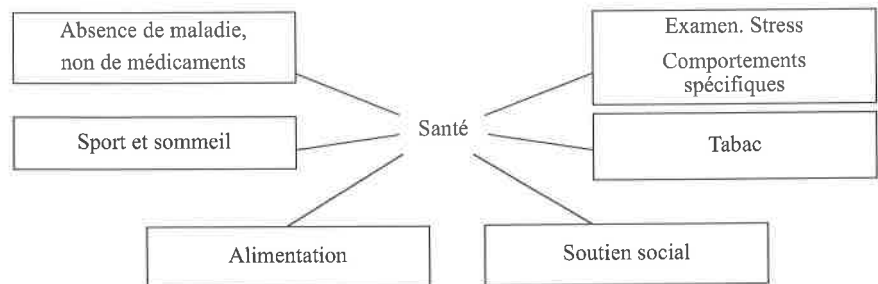 Absence de maladie,
non de médicaments
Examen. Stress
Comportements
spécifiques
Santé
Sport et sommeil
Tabac
Alimentation
Soutien social